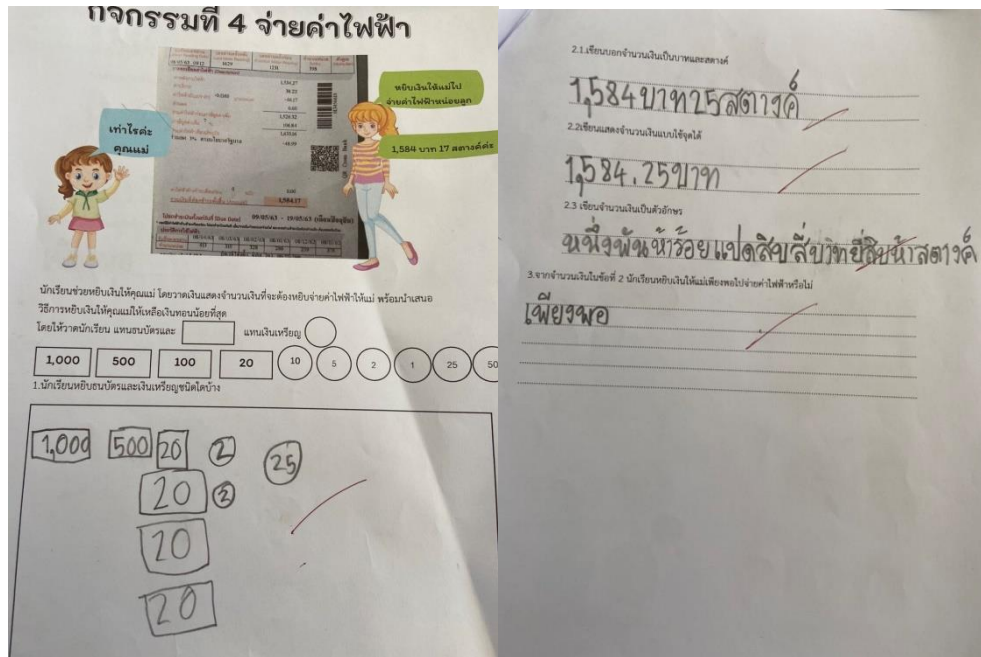 กิจกรรมที่ 4 จ่ายค่าไฟฟ้า
หยิบเงินให้แม่ไป
จ่ายค่าไฟฟ้าหน่อยลูก
เท่าไรค่ะ
คุณแม่
1,584 บาท 17 สตางค์ค่ะ
1,584.17
09/05/63 - 19/05/63
นักเรียนช่วยหยิบเงินให้คุณแม่ โดยวาดเงินแสดงจำนวนเงินที่จะต้องหยิบจ่ายค่าไฟฟ้าให้แม่ พร้อมนำเสนอ
วิธีการหยิบเงินให้คุณแม่ให้เหลือเงินทอนน้อยที่สุด
โดยให้วาดนักเรียน แทนธนบัตรและ แทนเงินเหรียญ
1,000 500 100 20 10 5 2 1 25 50
1.นักเรียนหยิบธนบัตรและเงินเหรียญชนิดใดบ้าง
1,000 500 20 2 25
20 2
20
20
2.1.เขียนบอกจำนวนเงินเป็นบาทและสตางค์
1,584บาท25สตางค์
2.2เขียนแสดงจำนวนเงินแบบใช้จุดได้
1,584.25บาท
2.3 เขียนจำนวนเงินเป็นตัวอักษร
หนึ่งพันห้าร้อยแปดสิบสี่บาทยี่สิบห้าสตางค์
3.จากจำนวนเงินในข้อที่ 2 นักเรียนหยิบเงินให้แม่เพียงพอไปจ่ายค่าไฟฟ้าหรือไม่
เพียงพอ